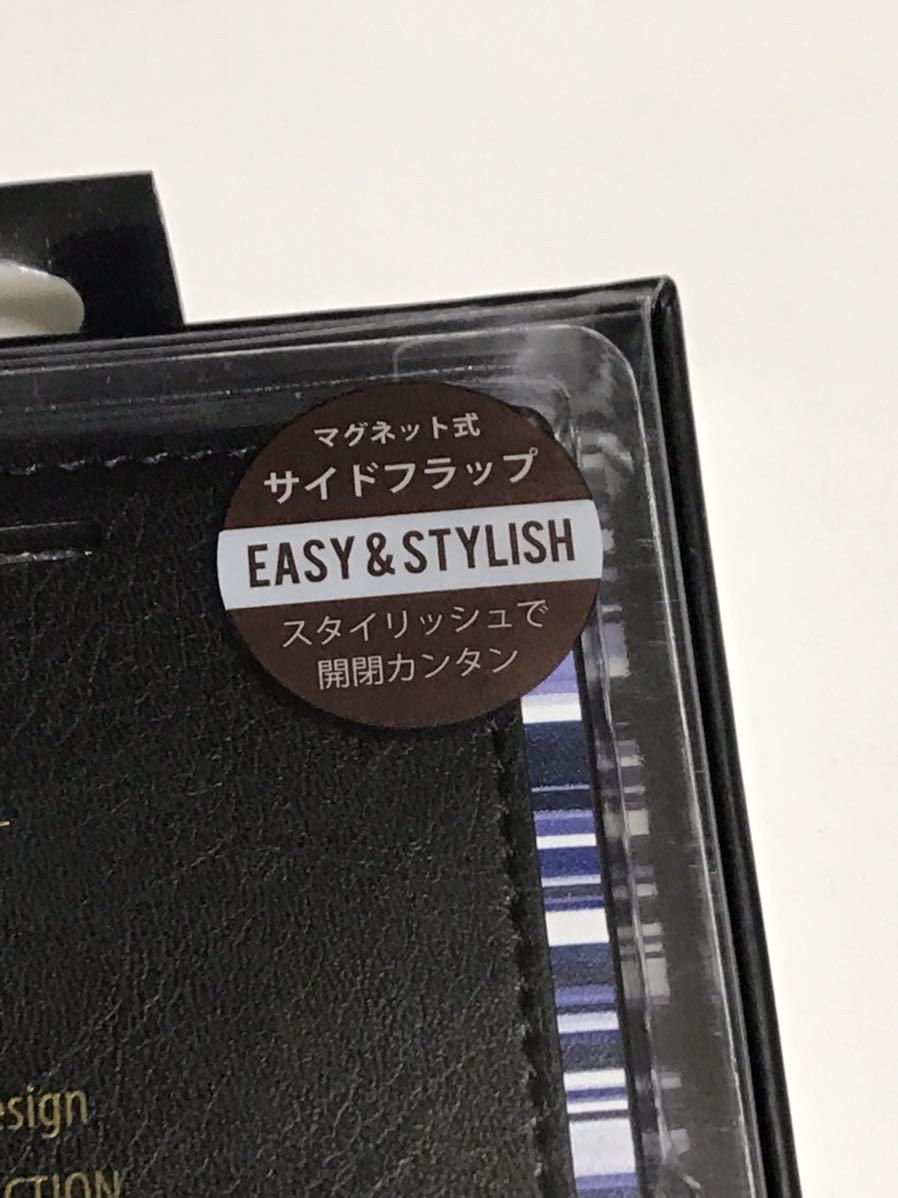 マグネット式
サイドフラップ
EASY & STYLISH
スタイリッシュで
開閉カンタン
esign
CTION